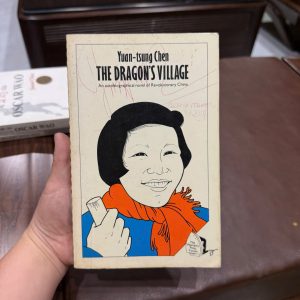 Yuan-tsung Chen
THE DRAGON'S VILLAGE
An autobiographical novel of Revolutionary China
OSCAR WAO